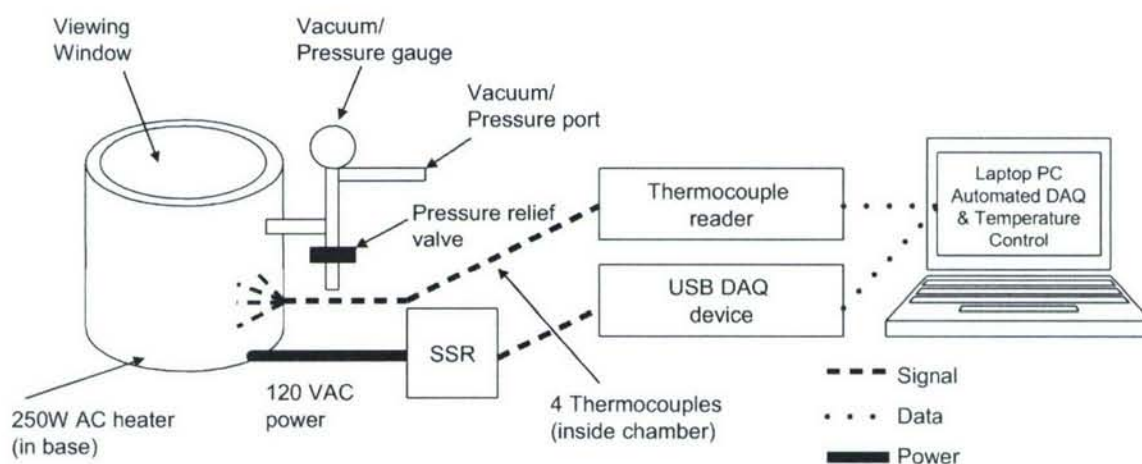 Viewing
Window
Vacuum/
Pressure gauge
Vacuum/
Pressure port
Pressure relief
valve
Thermocouple
reader
USB DAQ
device
Laptop PC
Automated DAQ
& Temperature
Control
SSR
120 VAC
power
250W AC heater
(in base)
4 Thermocouples
(inside chamber)
Signal
Data
Power